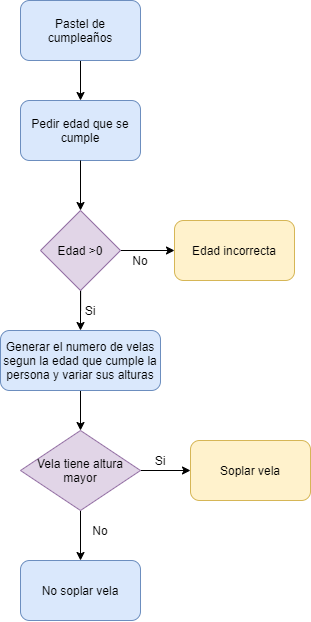 Pastel de
cumpleaños
Pedir edad que se
cumple
Edad >0
No
Edad incorrecta
Si
Generar el numero de velas
segun la edad que cumple la
persona y variar sus alturas
Vela tiene altura
mayor
Si
Soplar vela
No
No soplar vela